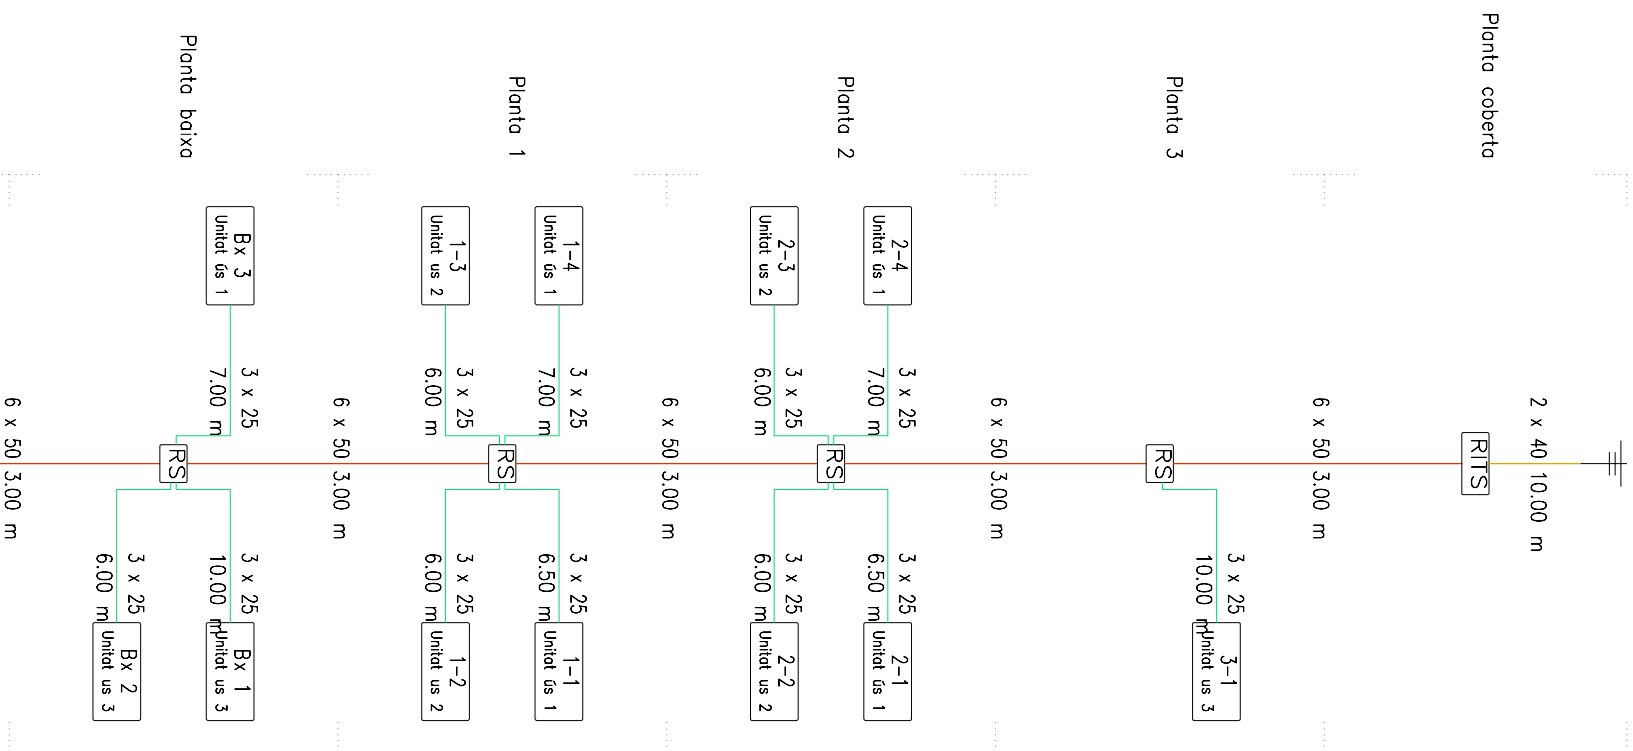 Planta coberta
2 x 40 10.00 m
RITS
6 x 50 3.00 m
Planta 3
RS
3 x 25
10.00 m
3-1
Unitat us 3
6 x 50 3.00 m
Planta 2
2-4
Unitat ús 1
3 x 25
7.00 m
2-3
Unitat us 2
3 x 25
6.00 m
RS
3 x 25
6.50 m
2-1
Unitat ús 1
3 x 25
6.00 m
2-2
Unitat us 2
6 x 50 3.00 m
Planta 1
1-4
Unitat ús 1
3 x 25
7.00 m
1-3
Unitat us 2
3 x 25
6.00 m
RS
3 x 25
6.50 m
1-1
Unitat ús 1
3 x 25
6.00 m
1-2
Unitat us 2
6 x 50 3.00 m
Planta baixa
Bx 3
Unitat ús 1
3 x 25
7.00 m
RS
3 x 25
10.00 m
Bx 1
Unitat us 3
3 x 25
6.00 m
Bx 2
Unitat us 3
6 x 50 3.00 m